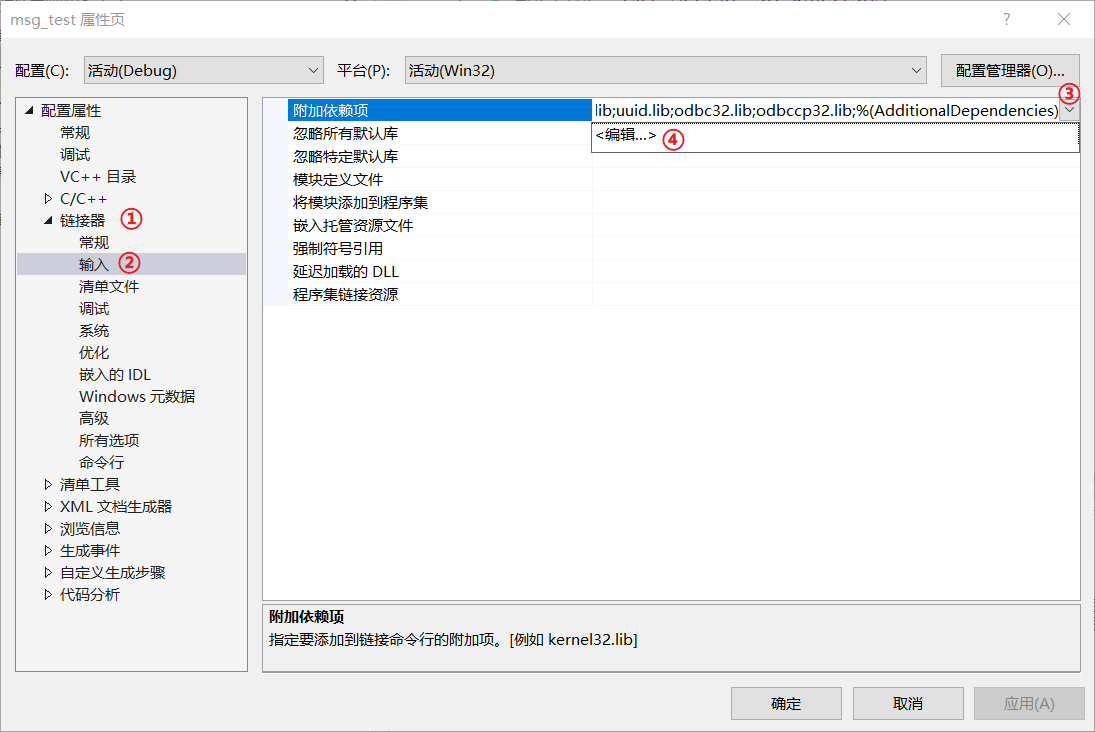 msg_test 属性页
?
配置(C): 活动(Debug) 平台(P): 活动(Win32) 配置管理器(O)...
③
配置属性
常规
调试
VC++ 目录
C/C++
链接器 ①
常规
输入 ②
清单文件
调试
系统
优化
嵌入的 IDL
Windows 元数据
高级
所有选项
命令行
清单工具
XML 文档生成器
浏览信息
生成事件
自定义生成步骤
代码分析
附加依赖项 lib;uuid.lib;odbc32.lib;odbccp32.lib;%(AdditionalDependencies)
忽略所有默认库 <编辑...> ④
忽略特定默认库
模块定义文件
将模块添加到程序集
嵌入托管资源文件
强制符号引用
延迟加载的 DLL
程序集链接资源
附加依赖项
指定要添加到链接命令行的附加项。[例如 kernel32.lib]
确定 取消 应用(A)